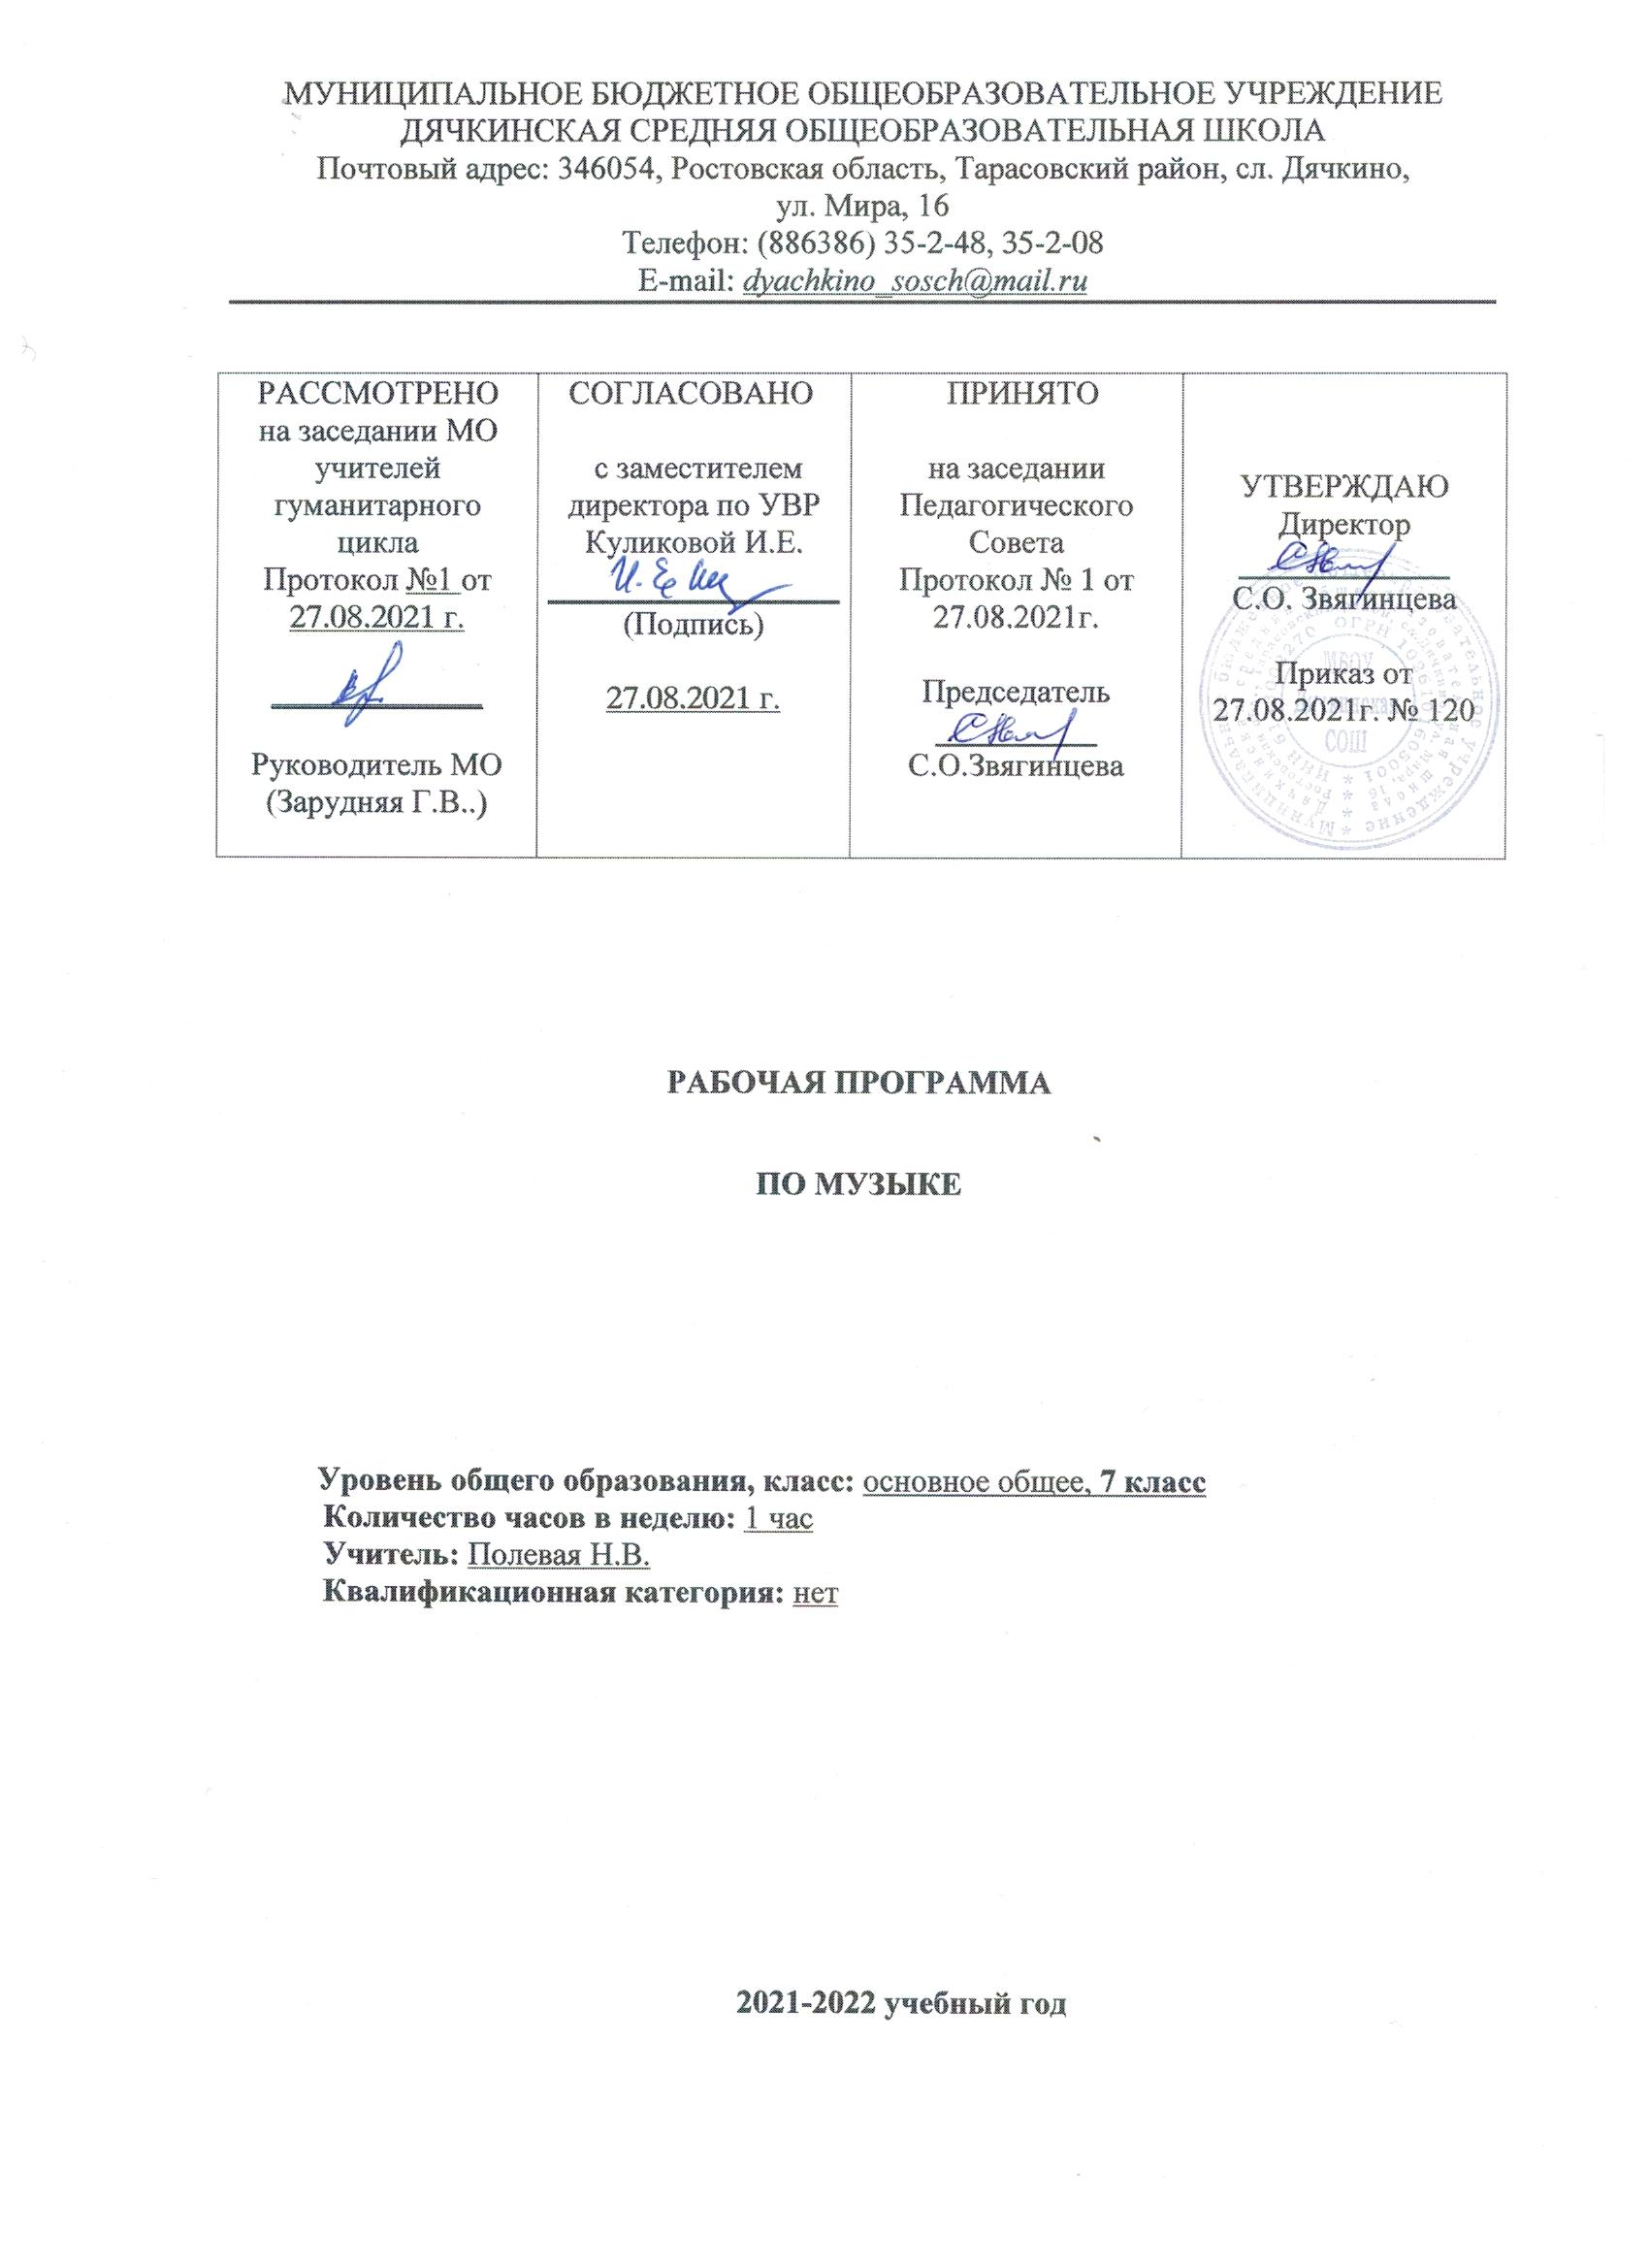 МУНИЦИПАЛЬНОЕ БЮДЖЕТНОЕ ОБЩЕОБРАЗОВАТЕЛЬНОЕ УЧРЕЖДЕНИЕ
ДЯЧКИНСКАЯ СРЕДНЯЯ ОБЩЕОБРАЗОВАТЕЛЬНАЯ ШКОЛА
Почтовый адрес: 346054, Ростовская область, Тарасовский район, сл. Дячкино,
ул. Мира, 16
Телефон: (886386) 35-2-48, 35-2-08
E-mail: dyachkino_sosch@mail.ru
РАССМОТРЕНО
на заседании МО
учителей
гуманитарного
цикла
Протокол №1 от
27.08.2021 г.
Руководитель МО
(Зарудняя Г.В..)
СОГЛАСОВАНО
с заместителем
директора по УВР
Куликовой И.Е.
(Подпись)
27.08.2021 г.
ПРИНЯТО
на заседании
Педагогического
Совета
Протокол № 1 от
27.08.2021г.
Председатель
С.О.Звягинцева
УТВЕРЖДАЮ
Директор
С.О. Звягинцева
Приказ от
27.08.2021г. № 120
МБОУ
СОШ
РАБОЧАЯ ПРОГРАММА
ПО МУЗЫКЕ
Уровень общего образования, класс: основное общее, 7 класс
Количество часов в неделю: 1 час
Учитель: Полевая Н.В.
Квалификационная категория: нет
2021-2022 учебный год